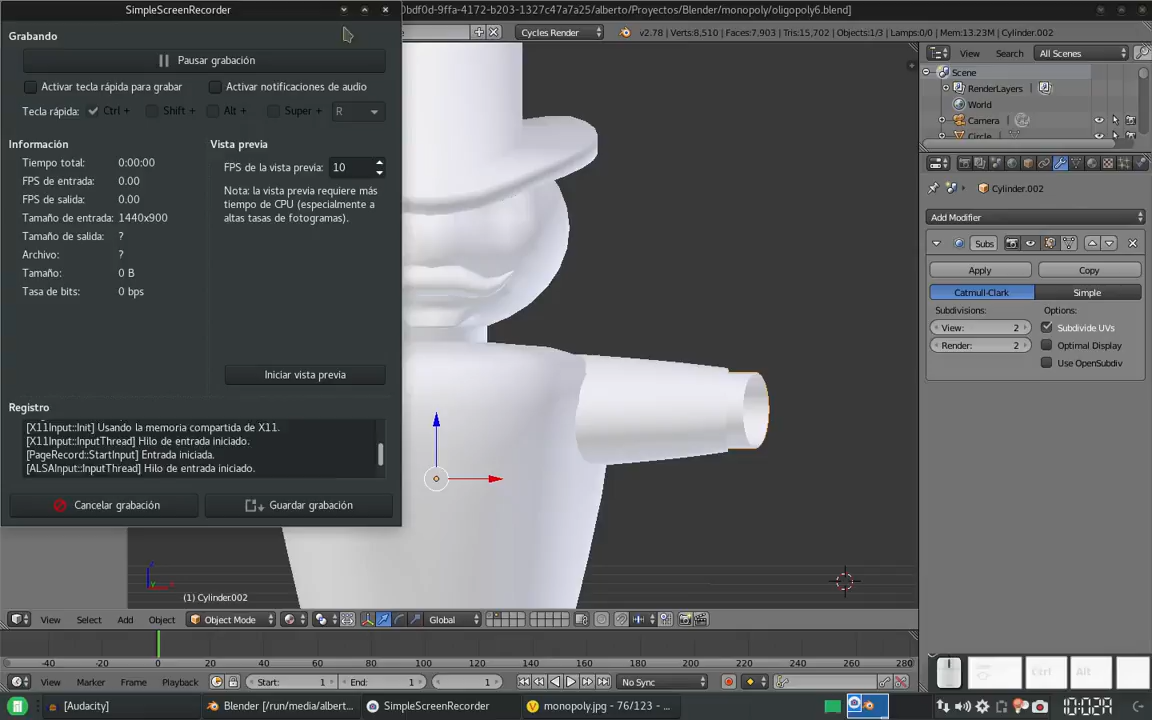 SimpleScreenRecorder
bdf0d-9ffa-4171-b203-1327c47a7a25/alberto/Proyectos/Blender/monopoly/oligopoly6.blend]
Grabando
Pausar grabación
Activar tecla rápida para grabar
Activar notificaciones de audio
Tecla rápida:
Ctrl +
Shift +
Alt +
Super +
R
Información
Tiempo total: 0:00:00
FPS de entrada: 0.00
FPS de salida: 0.00
Tamaño de entrada: 1440x900
Tamaño de salida: ?
Archivo: ?
Tamaño: 0 B
Tasa de bits: 0 bps
Vista previa
FPS de la vista previa: 10
Nota: la vista previa requiere más
tiempo de CPU (especialmente a
altas tasas de fotogramas).
Iniciar vista previa
Registro
[X11Input::Init] Usando la memoria compartida de X11.
[X11Input::InputThread] Hilo de entrada iniciado.
[PageRecord::StartInput] Entrada iniciada.
[ALSAInput::InputThread] Hilo de entrada iniciado.
Cancelar grabación
Guardar grabación
Cycles Render
v2.78 | Verts:8,510 | Faces:7,903 | Tris:15,702 | Objects:1/3 | Lamps:0/0 | Mem:13.23M | Cylinder.002
View
Search
All Scenes
Scene
RenderLayers
World
Camera
Circle
Cylinder.002
Add Modifier
Subs
Apply
Copy
Catmull-Clark
Simple
Subdivisions:
Options:
View: 2
Subdivide UVs
Render: 2
Optimal Display
Use OpenSubdiv
(1) Cylinder.002
View
Select
Add
Object
Object Mode
Global
-40
-20
0
20
40
60
80
100
120
140
160
180
200
220
240
260
280
View
Marker
Frame
Playback
Start: 1
End: 1
1
No Sync
Ctrl
Alt
[Audacity]
Blender [/run/media/albert...
SimpleScreenRecorder
monopoly.jpg - 76/123 - ...
10:02:9